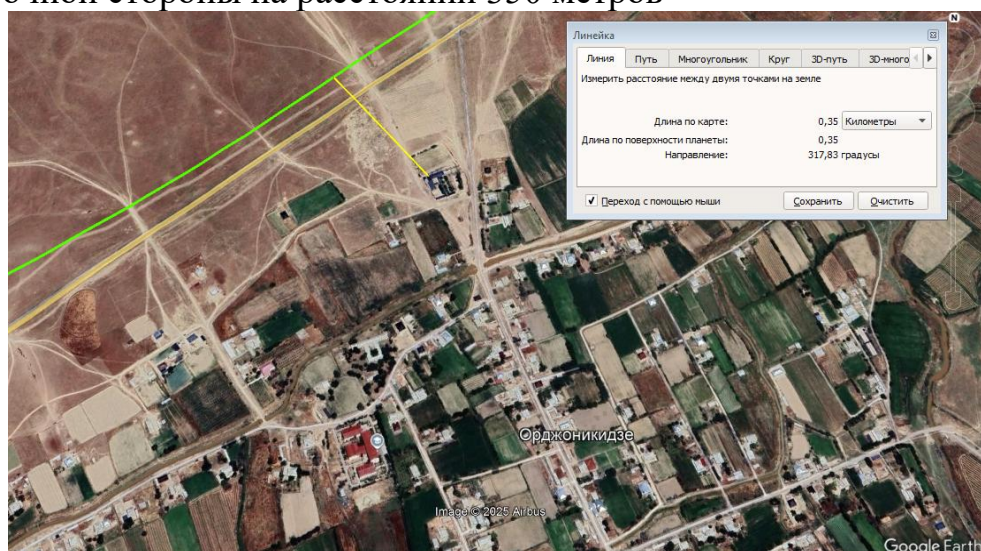 очной стороны на расстоянии 350 метров
N
Линейка
Линия Путь Многоугольник Круг 3D-путь 3D-много
Измерить расстояние между двумя точками на земле
Длина по карте: 0,35 Километры
Длина по поверхности планеты: 0,35
Направление: 317,83 градусы
Переход с помощью мыши Сохранить Очистить
Орджоникидзе
Image © 2025 Airbus
Google Earth